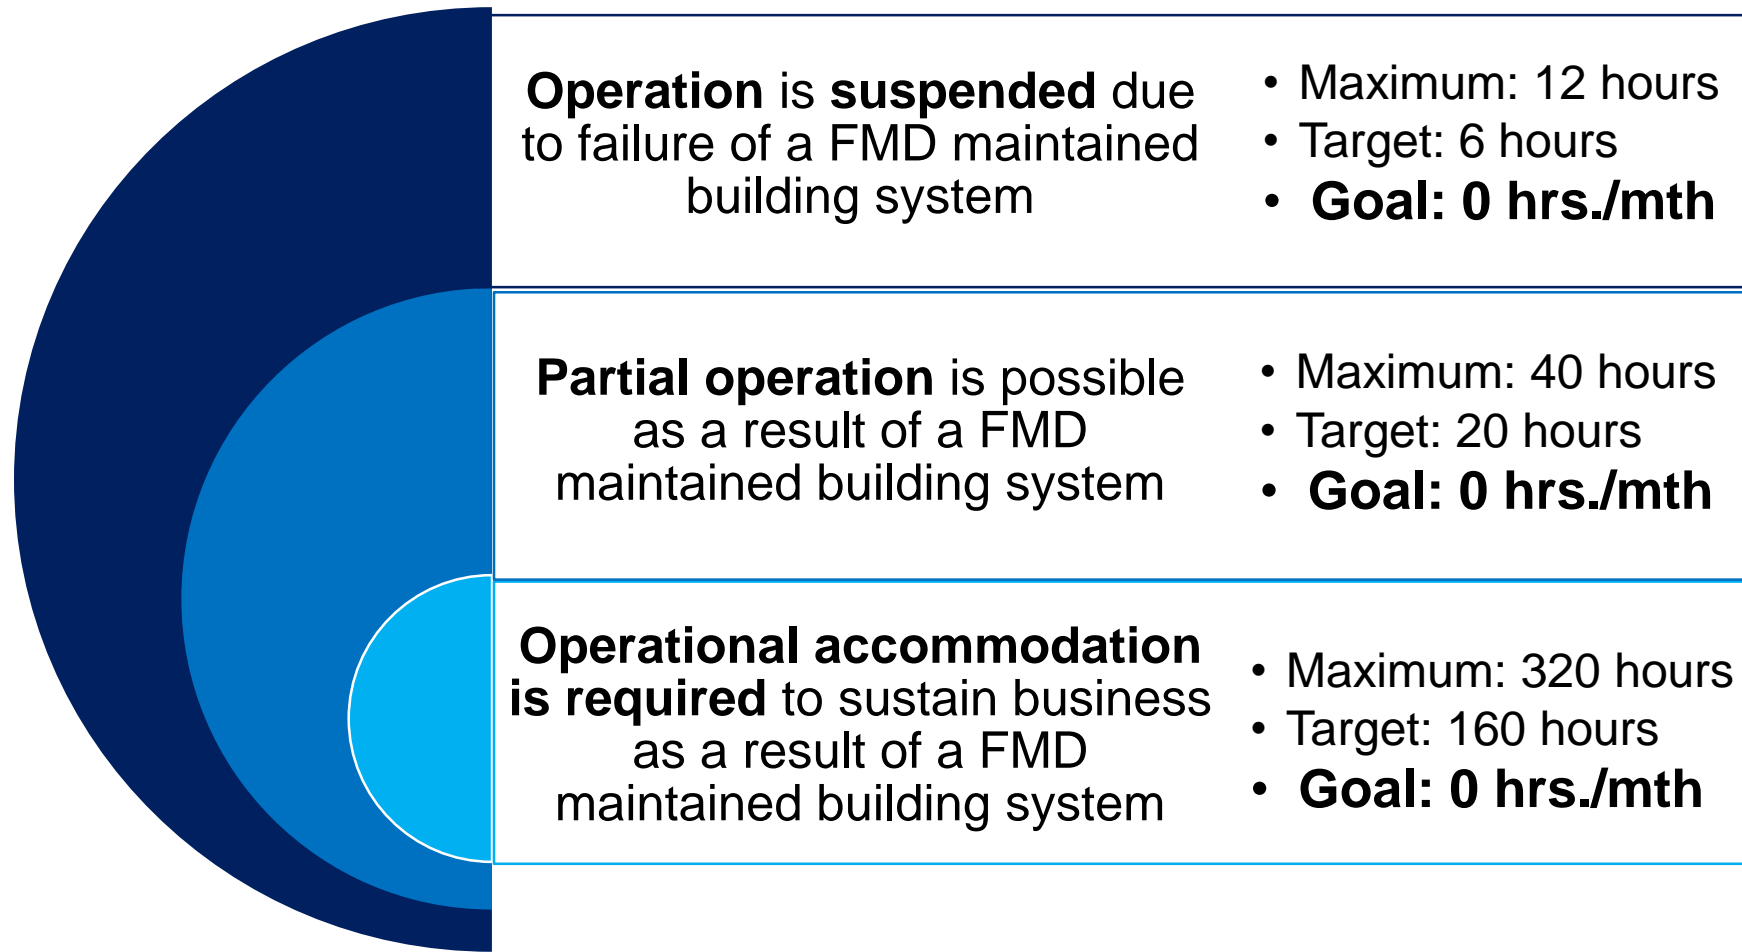 Operation is suspended due
to failure of a FMD maintained
building system
• Maximum: 12 hours
• Target: 6 hours
• Goal: 0 hrs./mth
Partial operation is possible
as a result of a FMD
maintained building system
• Maximum: 40 hours
• Target: 20 hours
• Goal: 0 hrs./mth
Operational accommodation
is required to sustain business
as a result of a FMD
maintained building system
• Maximum: 320 hours
• Target: 160 hours
• Goal: 0 hrs./mth